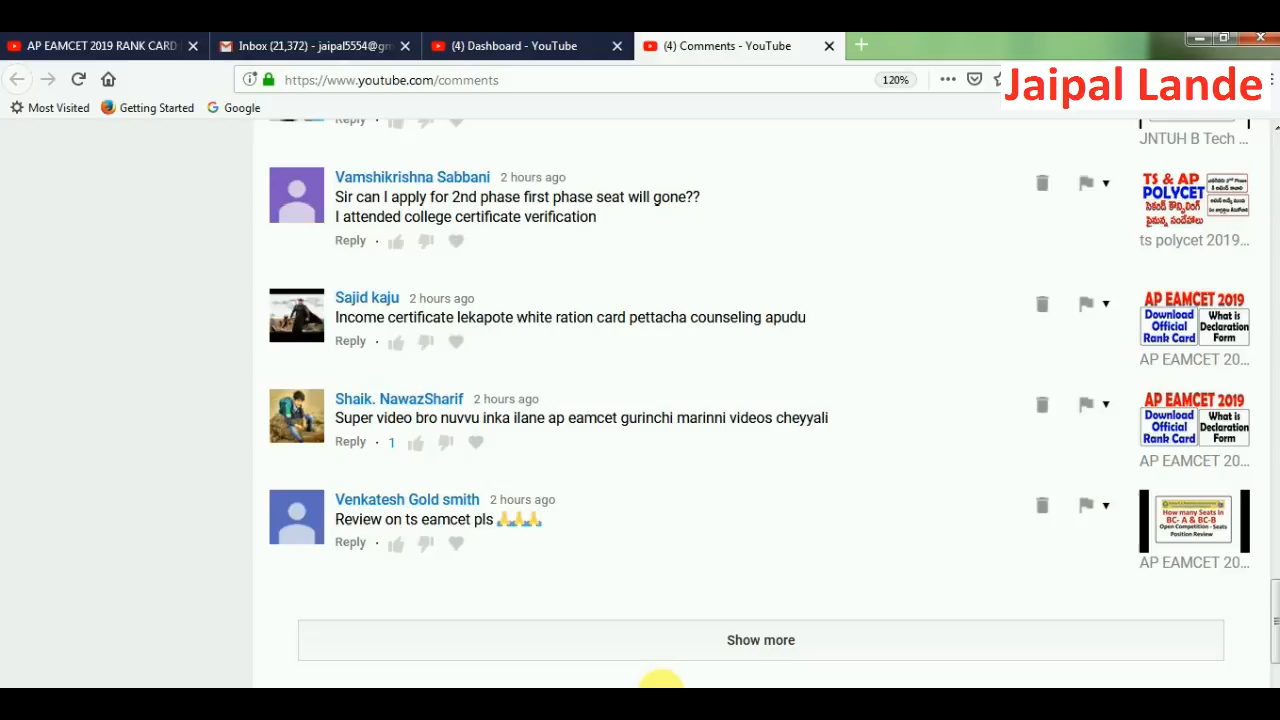 AP EAMCET 2019 RANK CARD
Inbox (21,372) - jaipal5554@gm
(4) Dashboard - YouTube
(4) Comments - YouTube
https://www.youtube.com/comments
120%
Jaipal Lande
Most Visited
Getting Started
Google
Reply
JNTUH B Tech ...
Vamshikrishna Sabbani 2 hours ago
Sir can I apply for 2nd phase first phase seat will gone??
I attended college certificate verification
Reply
TS & AP
POLYCET
సెకండ్ కౌన్సిలింగ్
పైనున్న సందేహాలు
ts polycet 2019...
Sajid kaju 2 hours ago
Income certificate lekapote white ration card pettacha counseling apudu
Reply
AP EAMCET 2019
Download
Official
Rank Card
What is
Declaration
Form
AP EAMCET 20...
Shaik. NawazSharif 2 hours ago
Super video bro nuvvu inka ilane ap eamcet gurinchi marinni videos cheyyali
Reply 1
AP EAMCET 2019
Download
Official
Rank Card
What is
Declaration
Form
AP EAMCET 20...
Venkatesh Gold smith 2 hours ago
Review on ts eamcet pls 🙏🙏🙏
Reply
How many Seats in
BC- A & BC-B
Open Competition - Seats
Position Review
AP EAMCET 20...
Show more